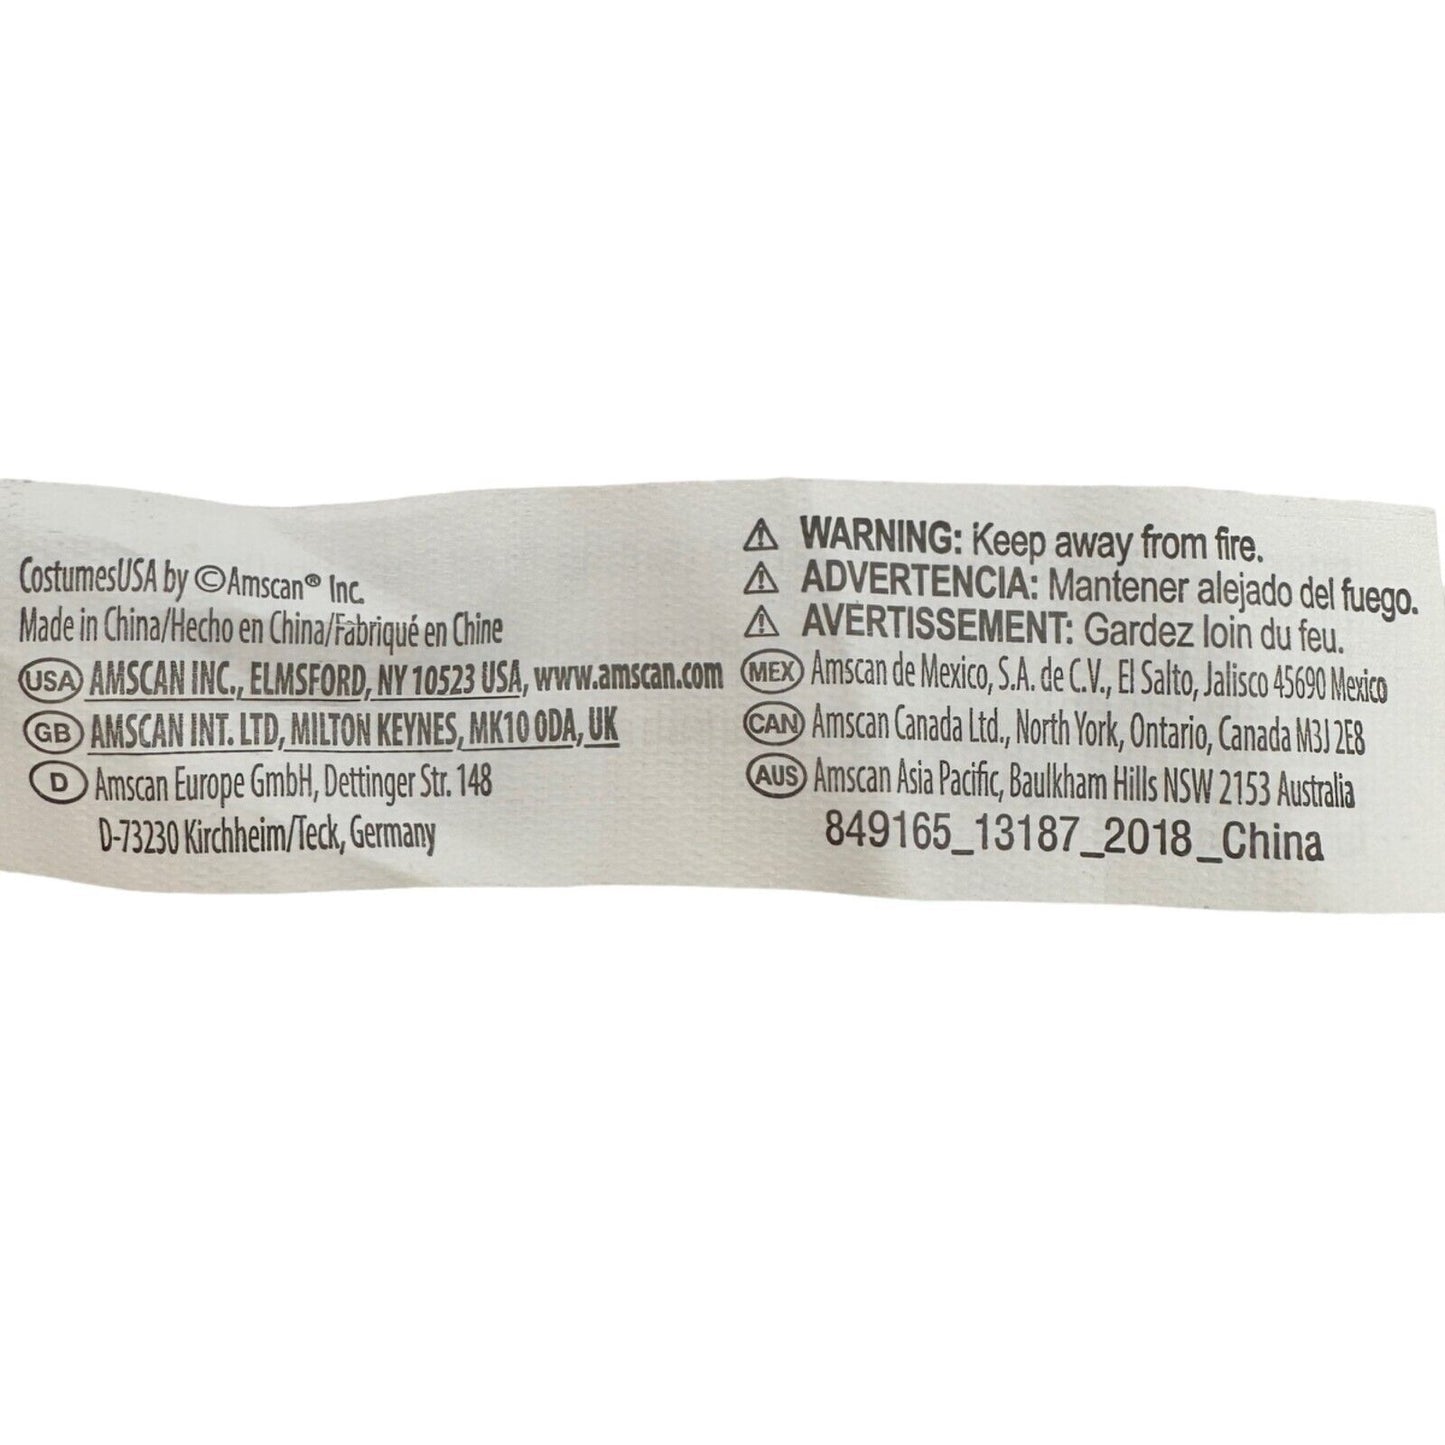 CostumesUSA by ©Amscan® Inc.
Made in China/Hecho en China/Fabriqué en Chine
USA AMSCAN INC., ELMSFORD, NY 10523 USA, www.amscan.com
GB AMSCAN INT. LTD, MILTON KEYNES, MK10 0DA, UK
D Amscan Europe GmbH, Dettinger Str. 148
D-73230 Kirchheim/Teck, Germany
⚠ WARNING: Keep away from fire.
⚠ ADVERTENCIA: Mantener alejado del fuego.
⚠ AVERTISSEMENT: Gardez loin du feu.
MEX Amscan de Mexico, S.A. de C.V., El Salto, Jalisco 45690 Mexico
CAN Amscan Canada Ltd., North York, Ontario, Canada M3J 2E8
AUS Amscan Asia Pacific, Baulkham Hills NSW 2153 Australia
849165_13187_2018_China